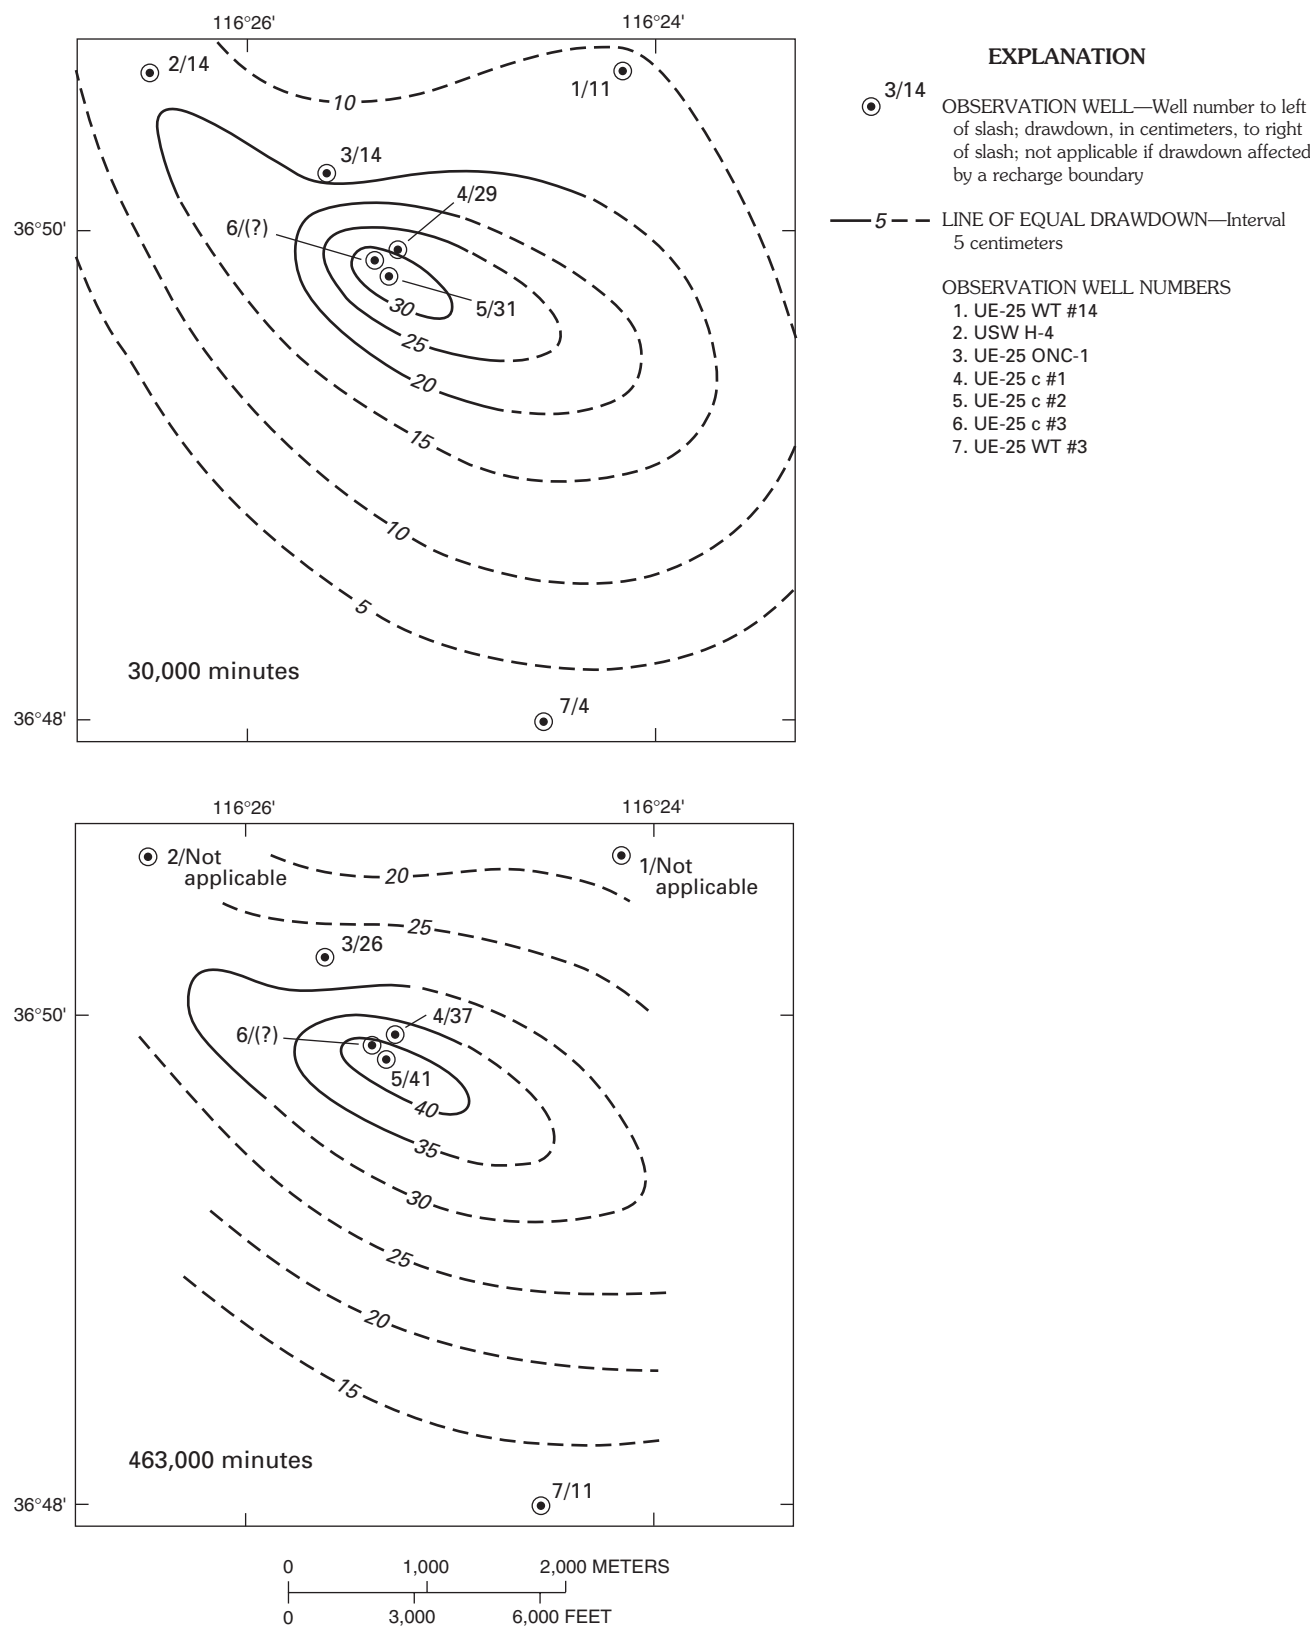 116°26'
116°24'
2/14
1/11
10
3/14
4/29
36°50'
6/(?)
5/31
30
25
20
15
10
5
30,000 minutes
7/4
36°48'
EXPLANATION
3/14
OBSERVATION WELL—Well number to left
of slash; drawdown, in centimeters, to right
of slash; not applicable if drawdown affected
by a recharge boundary
5
LINE OF EQUAL DRAWDOWN—Interval
5 centimeters
OBSERVATION WELL NUMBERS
1. UE-25 WT #14
2. USW H-4
3. UE-25 ONC-1
4. UE-25 c #1
5. UE-25 c #2
6. UE-25 c #3
7. UE-25 WT #3
116°26'
116°24'
2/Not
applicable
20
1/Not
applicable
25
3/26
36°50'
4/37
6/(?)
5/41
40
35
30
25
20
15
463,000 minutes
7/11
36°48'
0 1,000 2,000 METERS
0 3,000 6,000 FEET